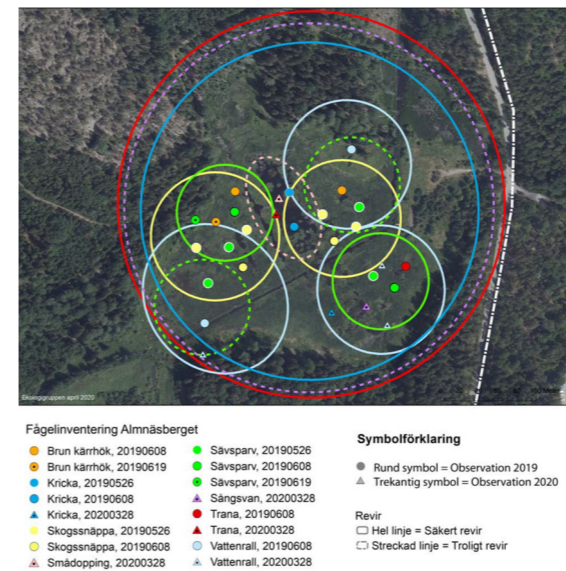 Ekologigruppen april 2020
Fågelinventering Almnäsberget
Brun kärrhök, 20190608
Brun kärrhök, 20190619
Kricka, 20190526
Kricka, 20190608
Kricka, 20200328
Skogssnäppa, 20190526
Skogssnäppa, 20190608
Smådopping, 20200328
Sävsparv, 20190526
Sävsparv, 20190608
Sävsparv, 20190619
Sångsvan, 20200328
Trana, 20190608
Trana, 20200328
Vattenrall, 20190608
Vattenrall, 20200328
Symbolförklaring
Rund symbol = Observation 2019
Trekantig symbol = Observation 2020
Revir
Hel linje = Säkert revir
Streckad linje = Troligt revir